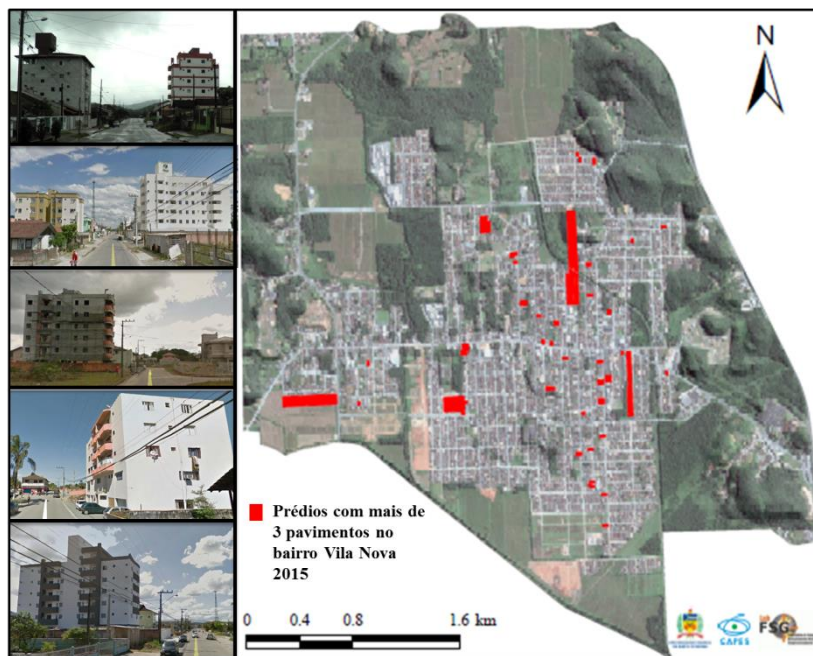 N
Prédios com mais de
3 pavimentos no
bairro Vila Nova
2015
0 0.4 0.8 1.6 km
CAPES
FSG